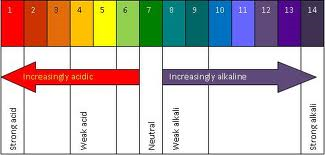 1 2 3 4 5 6 7 8 9 10 11 12 13 14
Increasingly acidic
Increasingly alkaline
Strong acid
Weak acid
Neutral
Weak alkali
Strong alkali